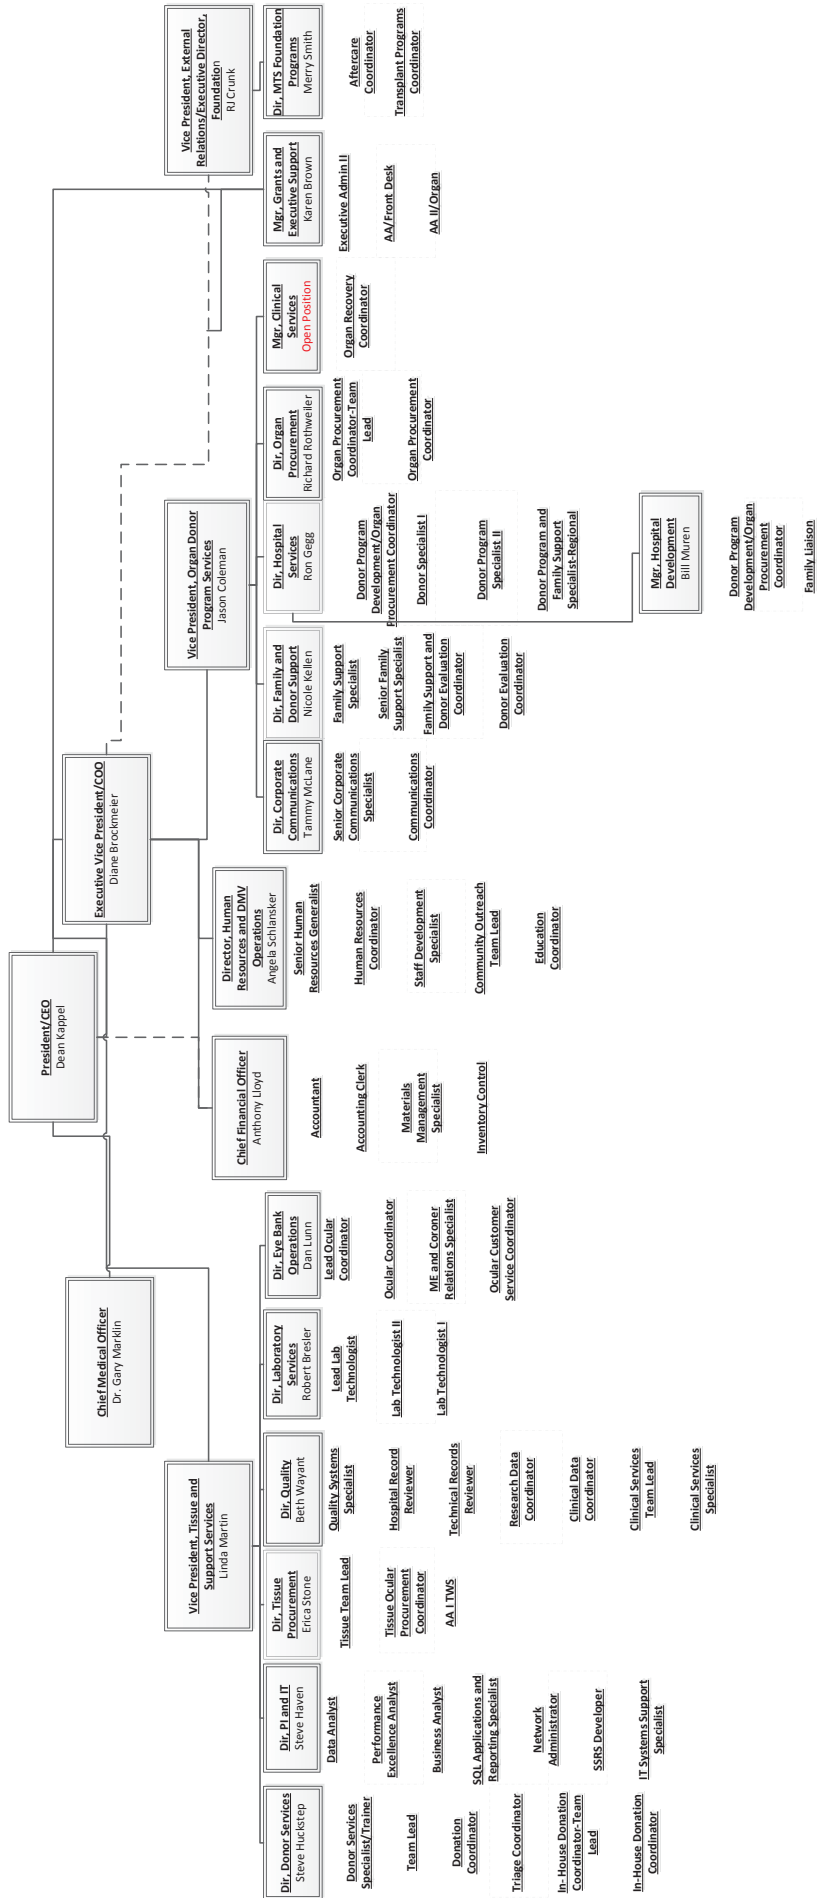 President/CEO
Dean Kappel
Chief Medical Officer
Dr. Gary Marklin
Executive Vice President/COO
Diane Brockmeier
Vice President, Tissue and
Support Services
Linda Martin
Vice President, Organ Donor
Program Services
Jason Coleman
Vice President, External
Relations/Executive Director,
Foundation
RJ Crunk
Chief Financial Officer
Anthony Lloyd
Accountant
Accounting Clerk
Materials
Management
Specialist
Inventory Control
Director, Human
Resources and DMV
Operations
Angela Schlansker
Senior Human
Resources Generalist
Human Resources
Coordinator
Staff Development
Specialist
Community Outreach
Team Lead
Education
Coordinator
Dir, Donor Services
Steve Huckstep
Donor Services
Specialist/Trainer
Team Lead
Donation
Coordinator
Triage Coordinator
In- House Donation
Coordinator-Team
Lead
In-House Donation
Coordinator
Dir, PI and IT
Steve Haven
Data Analyst
Performance
Excellence Analyst
Business Analyst
SQL Applications and
Reporting Specialist
Network
Administrator
SSRS Developer
IT Systems Support
Specialist
Dir, Tissue
Procurement
Erica Stone
Tissue Team Lead
Tissue Ocular
Procurement
Coordinator
AA I TWS
Dir, Quality
Beth Wayant
Quality Systems
Specialist
Hospital Record
Reviewer
Technical Records
Reviewer
Research Data
Coordinator
Clinical Data
Coordinator
Clinical Services
Team Lead
Clinical Services
Specialist
Dir, Laboratory
Services
Robert Bresler
Lead Lab
Technologist
Lab Technologist II
Lab Technologist I
Dir, Eye Bank
Operations
Dan Lunn
Lead Ocular
Coordinator
Ocular Coordinator
ME and Coroner
Relations Specialist
Ocular Customer
Service Coordinator
Dir, Corporate
Communications
Tammy McLane
Senior Corporate
Communications
Specialist
Communications
Coordinator
Dir, Family and
Donor Support
Nicole Kellen
Family Support
Specialist
Senior Family
Support Specialist
Family Support and
Donor Evaluation
Coordinator
Donor Evaluation
Coordinator
Dir, Hospital
Services
Ron Gegg
Donor Program
Development/Organ
Procurement Coordinator
Donor Specialist I
Donor Program
Specialist II
Donor Program and
Family Support
Specialist-Regional
Mgr, Hospital
Development
Bill Muren
Donor Program
Development/Organ
Procurement
Coordinator
Family Liaison
Dir, Organ
Procurement
Richard Rothweiler
Organ Procurement
Coordinator-Team
Lead
Organ Procurement
Coordinator
Mgr, Clinical
Services
Open Position
Organ Recovery
Coordinator
Mgr, Grants and
Executive Support
Karen Brown
Executive Admin II
AA/Front Desk
AA II/Organ
Dir, MTS Foundation
Programs
Merry Smith
Aftercare
Coordinator
Transplant Programs
Coordinator